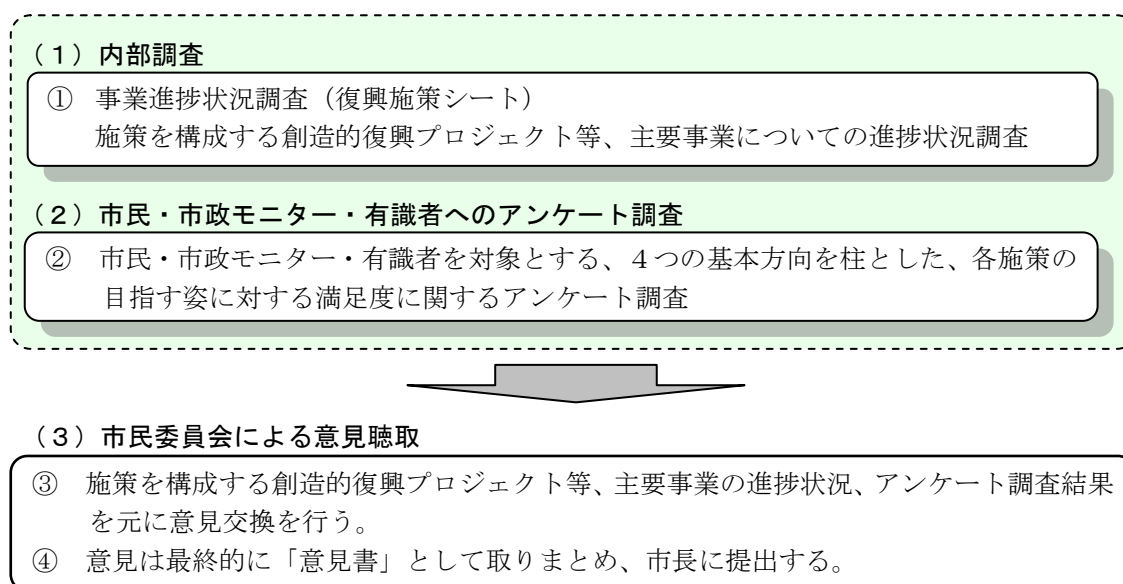 （１）内部調査
① 事業進捗状況調査（復興施策シート）
施策を構成する創造的復興プロジェクト等、主要事業についての進捗状況調査
（２）市民・市政モニター・有識者へのアンケート調査
② 市民・市政モニター・有識者を対象とする、４つの基本方向を柱とした、各施策の
目指す姿に対する満足度に関するアンケート調査
（３）市民委員会による意見聴取
③ 施策を構成する創造的復興プロジェクト等、主要事業の進捗状況、アンケート調査結果
を元に意見交換を行う。
④ 意見は最終的に「意見書」として取りまとめ、市長に提出する。